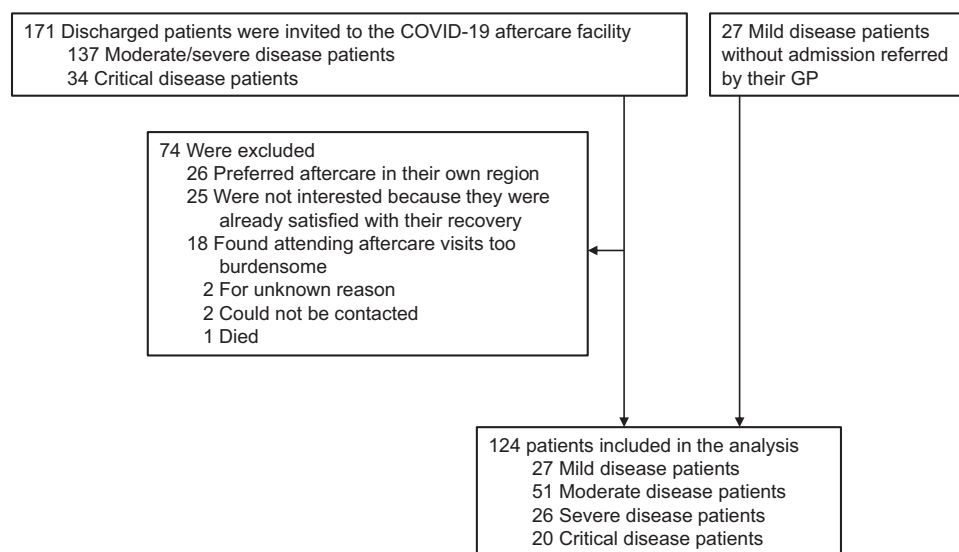 171 Discharged patients were invited to the COVID-19 aftercare facility
137 Moderate/severe disease patients
34 Critical disease patients
27 Mild disease patients
without admission referred
by their GP
74 Were excluded
26 Preferred aftercare in their own region
25 Were not interested because they were
already satisfied with their recovery
18 Found attending aftercare visits too
burdensome
2 For unknown reason
2 Could not be contacted
1 Died
124 patients included in the analysis
27 Mild disease patients
51 Moderate disease patients
26 Severe disease patients
20 Critical disease patients